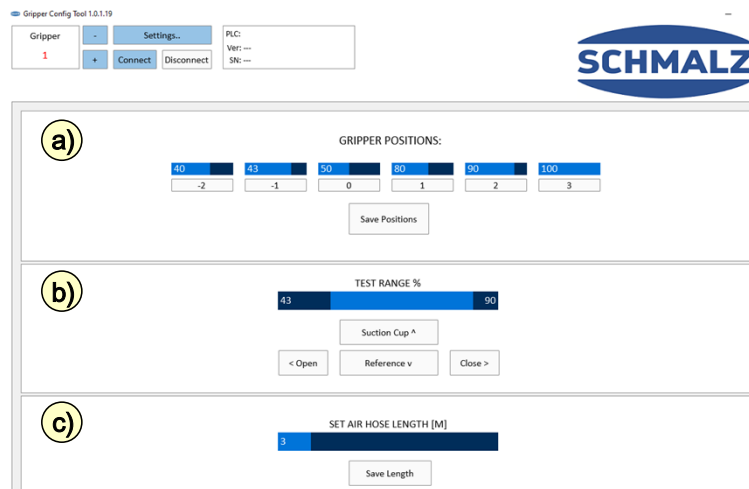 Gripper Config Tool 1.0.1.19
Gripper
1
-
+
Settings..
Connect
Disconnect
PLC:
Ver: ---
SN: ---
SCHMALZ
a)
GRIPPER POSITIONS:
40 43 50 80 90 100
-2 -1 0 1 2 3
Save Positions
b)
TEST RANGE %
43 90
Suction Cup ^
< Open Reference v Close >
c)
SET AIR HOSE LENGTH [M]
3
Save Length